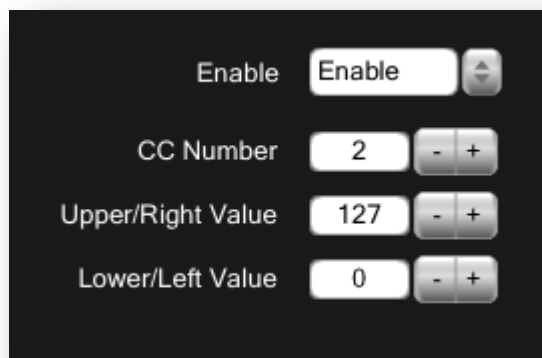 Enable Enable
CC Number 2 - +
Upper/Right Value 127 - +
Lower/Left Value 0 - +